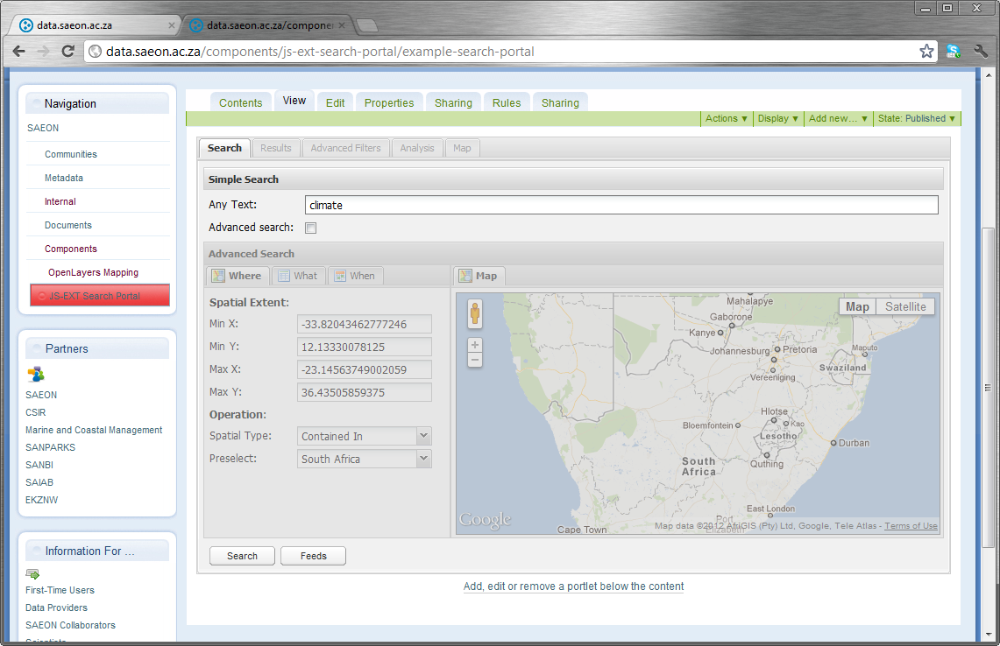 data.saeon.ac.za
data.saeon.ac.za/compone
data.saeon.ac.za/components/js-ext-search-portal/example-search-portal
Navigation
SAEON
Communities
Metadata
Internal
Documents
Components
OpenLayers Mapping
JS-EXT Search Portal
Partners
SAEON
CSIR
Marine and Coastal Management
SANPARKS
SANBI
SAIAB
EKZNW
Information For ...
First-Time Users
Data Providers
SAEON Collaborators
Scientists
Contents View Edit Properties Sharing Rules Sharing
Actions ▼ Display ▼ Add new... ▼ State: Published ▼
Search Results Advanced Filters Analysis Map
Simple Search
Any Text: climate
Advanced search:
Advanced Search
Where What When
Spatial Extent:
Min X: -33.82043462777246
Min Y: 12.13330078125
Max X: -23.14563749002059
Max Y: 36.43505859375
Operation:
Spatial Type: Contained In
Preselect: South Africa
Map
Map Satellite
Mahalapye
Gaborone
Kanye
Johannesburg
Pretoria
Maputo
Vereeniging
Swaziland
Hlotse
Kao
Bloemfontein
Lesotho
Durban
South
Africa
Quthing
East London
Port
Elizabeth
Cape Town
Google
Map data ©2012 AfriGIS (Pty) Ltd, Google, Tele Atlas - Terms of Use
Search Feeds
Add, edit or remove a portlet below the content